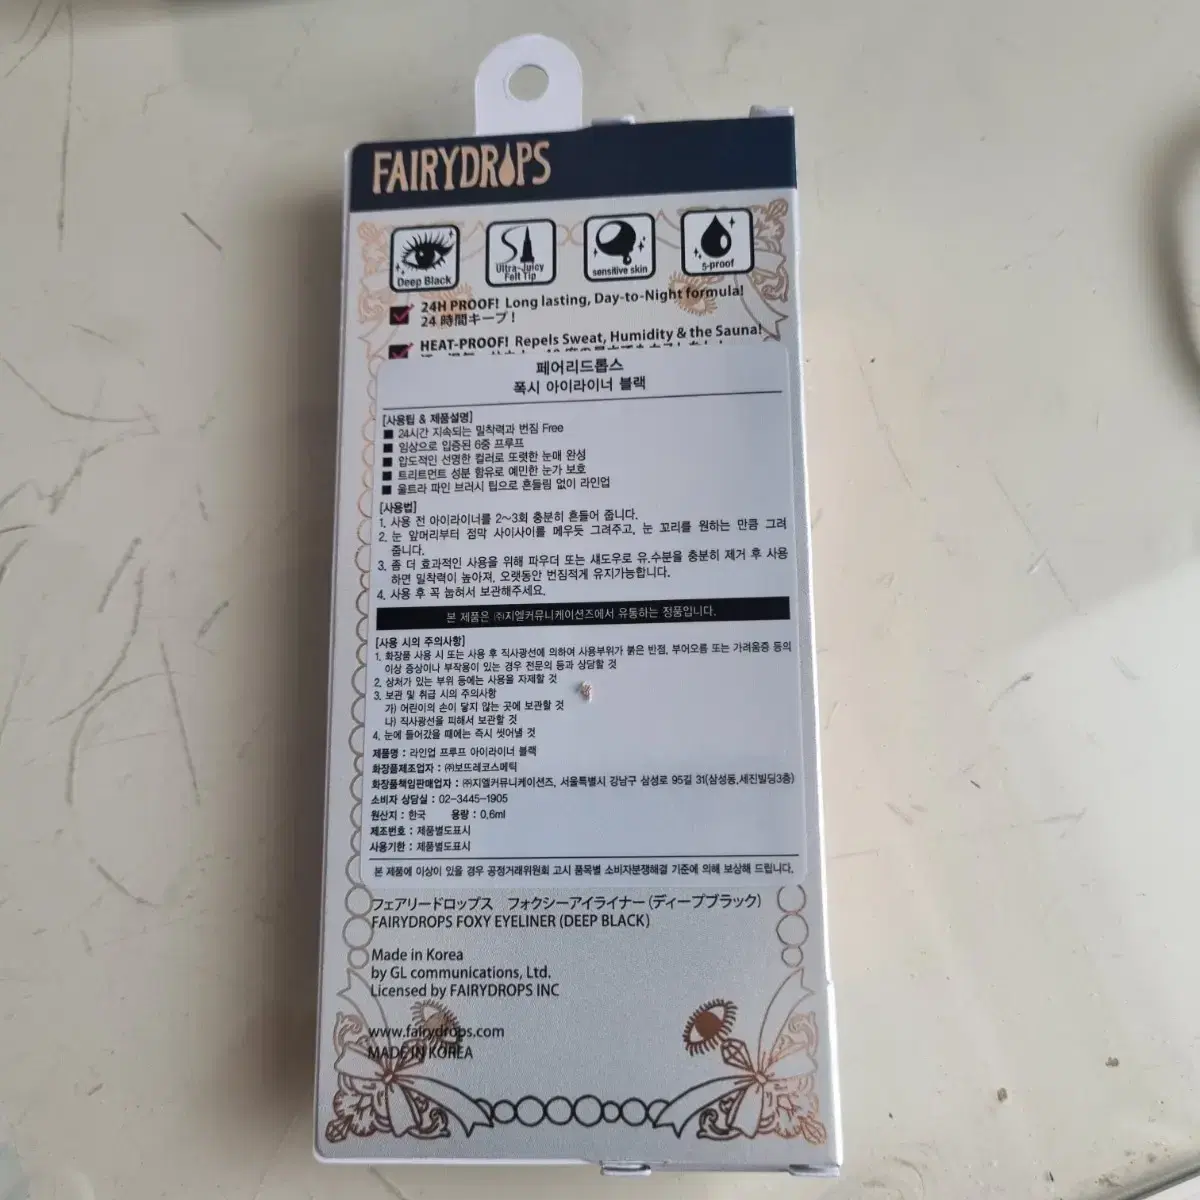 FAIRYDROPS
Deep Black
Ultra-Juicy
Felt Tip
sensitive skin
5-proof
24H PROOF! Long lasting, Day-to-Night formula!
24 時間キープ！
HEAT-PROOF! Repels Sweat, Humidity & the Sauna!
페어리드롭스
폭시 아이라이너 블랙
[사용팁 & 제품설명]
■ 24시간 지속되는 밀착력과 번짐 Free
■ 임상으로 입증된 6중 프루프
■ 압도적인 선명한 컬러로 또렷한 눈매 완성
■ 트리트먼트 성분 함유로 예민한 눈가 보호
■ 울트라 파인 브러시 팁으로 흔들림 없이 라인업
[사용법]
1. 사용 전 아이라이너를 2~3회 충분히 흔들어 줍니다.
2. 눈 앞머리부터 점막 사이사이를 메우듯 그려주고, 눈 꼬리를 원하는 만큼 그려
줍니다.
3. 좀 더 효과적인 사용을 위해 파우더 또는 섀도우로 유.수분을 충분히 제거 후 사용
하면 밀착력이 높아져, 오랫동안 번짐적게 유지가능합니다.
4. 사용 후 꼭 눕혀서 보관해주세요.
본 제품은 ㈜지엘커뮤니케이션즈에서 유통하는 정품입니다.
[사용 시의 주의사항]
1. 화장품 사용 시 또는 사용 후 직사광선에 의하여 사용부위가 붉은 반점, 부어오름 또는 가려움증 등의
이상 증상이나 부작용이 있는 경우 전문의 등과 상담할 것
2. 상처가 있는 부위 등에는 사용을 자제할 것
3. 보관 및 취급 시의 주의사항
가) 어린이의 손이 닿지 않는 곳에 보관할 것
나) 직사광선을 피해서 보관할 것
4. 눈에 들어갔을 때에는 즉시 씻어낼 것
제품명 : 라인업 프루프 아이라이너 블랙
화장품제조업자 : ㈜보뜨레코스메틱
화장품책임판매업자 : ㈜지엘커뮤니케이션즈, 서울특별시 강남구 삼성로 95길 31(삼성동,세진빌딩3층)
소비자 상담실 : 02-3445-1905
원산지 : 한국 용량 : 0.6ml
제조번호 : 제품별도표시
사용기한 : 제품별도표시
본 제품에 이상이 있을 경우 공정거래위원회 고시 품목별 소비자분쟁해결 기준에 의해 보상해 드립니다.
フェアリードロップス フォクシーアイライナー（ディープブラック）
FAIRYDROPS FOXY EYELINER (DEEP BLACK)
Made in Korea
by GL communications, Ltd.
Licensed by FAIRYDROPS INC
www.fairydrops.com
MADE IN KOREA